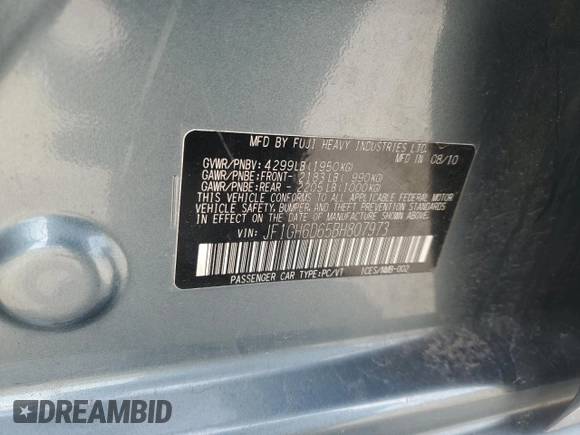 MFD BY FUJI HEAVY INDUSTRIES LTD.
MFD IN 08/10
GVWR/PNBV: 4299LB(1950KG)
GAWR/PNBE:FRONT- 2183LB( 990KG)
GAWR/PNBE:REAR - 2205LB(1000KG)
THIS VEHICLE CONFORMS TO ALL APPLICABLE FEDERAL MOTOR
VEHICLE SAFETY, BUMPER, AND THEFT PREVENTION STANDARDS
IN EFFECT ON THE DATE OF MANUFACTURE SHOWN ABOVE.
VIN: JF1GH6D65BH807973
PASSENGER CAR TYPE:PC/VT ICES/NMB-002
DREAMBID